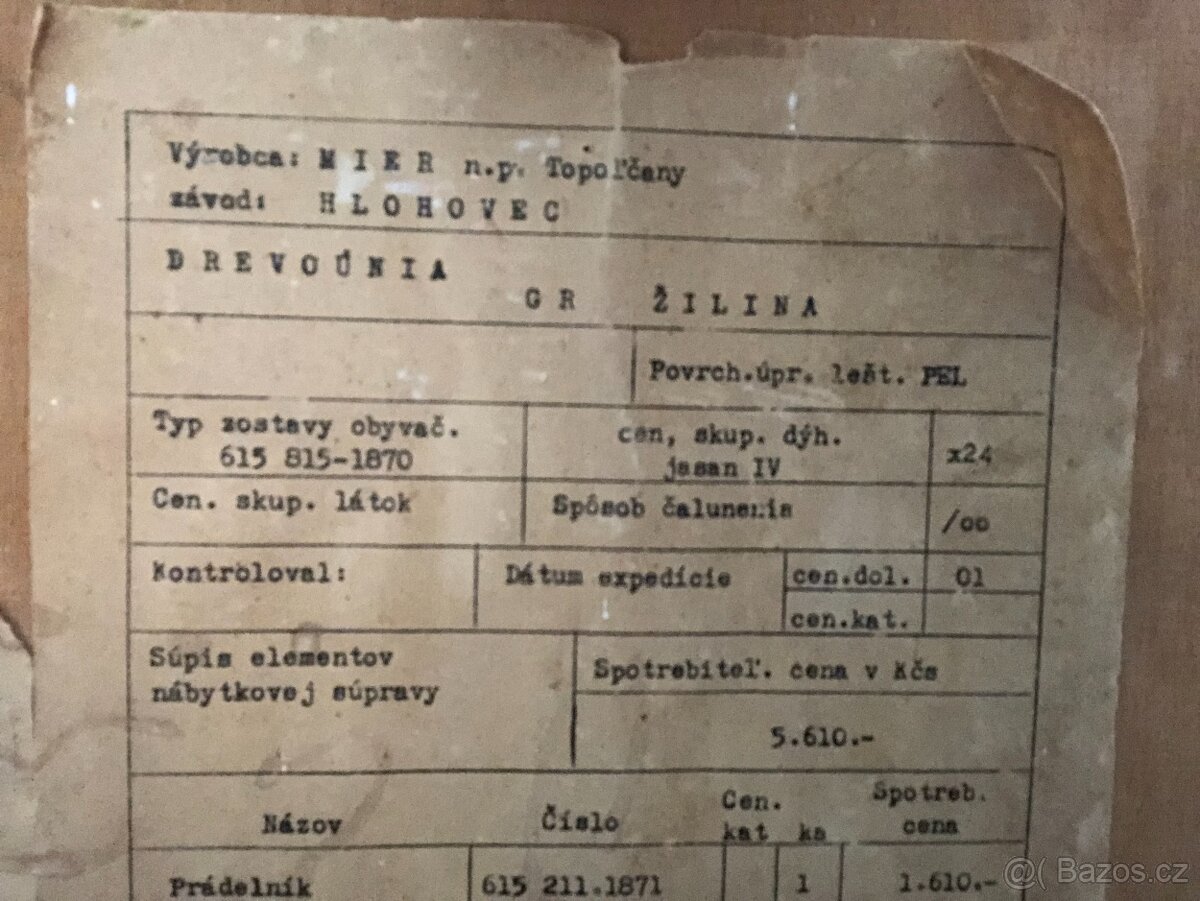 Výrobca: M I E R n.p. Topoľčany
závod: H L O H O V E C
D R E V O Ú N I A
G R Ž I L I N A
Povrch.úpr. lešt. PEL
Typ zostavy obyvač.
615 815-1870
cen, skup. dýh.
jasan IV
x24
Cen. skup. látok
Spôsob čalunenia
/oo
Kontroloval:
Dátum expedície
cen.dol.
01
cen.kat.
Súpis elementov
nábytkovej súpravy
Spotrebiteľ. cena v Kčs
5.610.-
Názov
Číslo
Cen.
kat
ks
Spotreb.
cena
Prádelník
615 211.1871
1
1.610.-
@( Bazos.cz